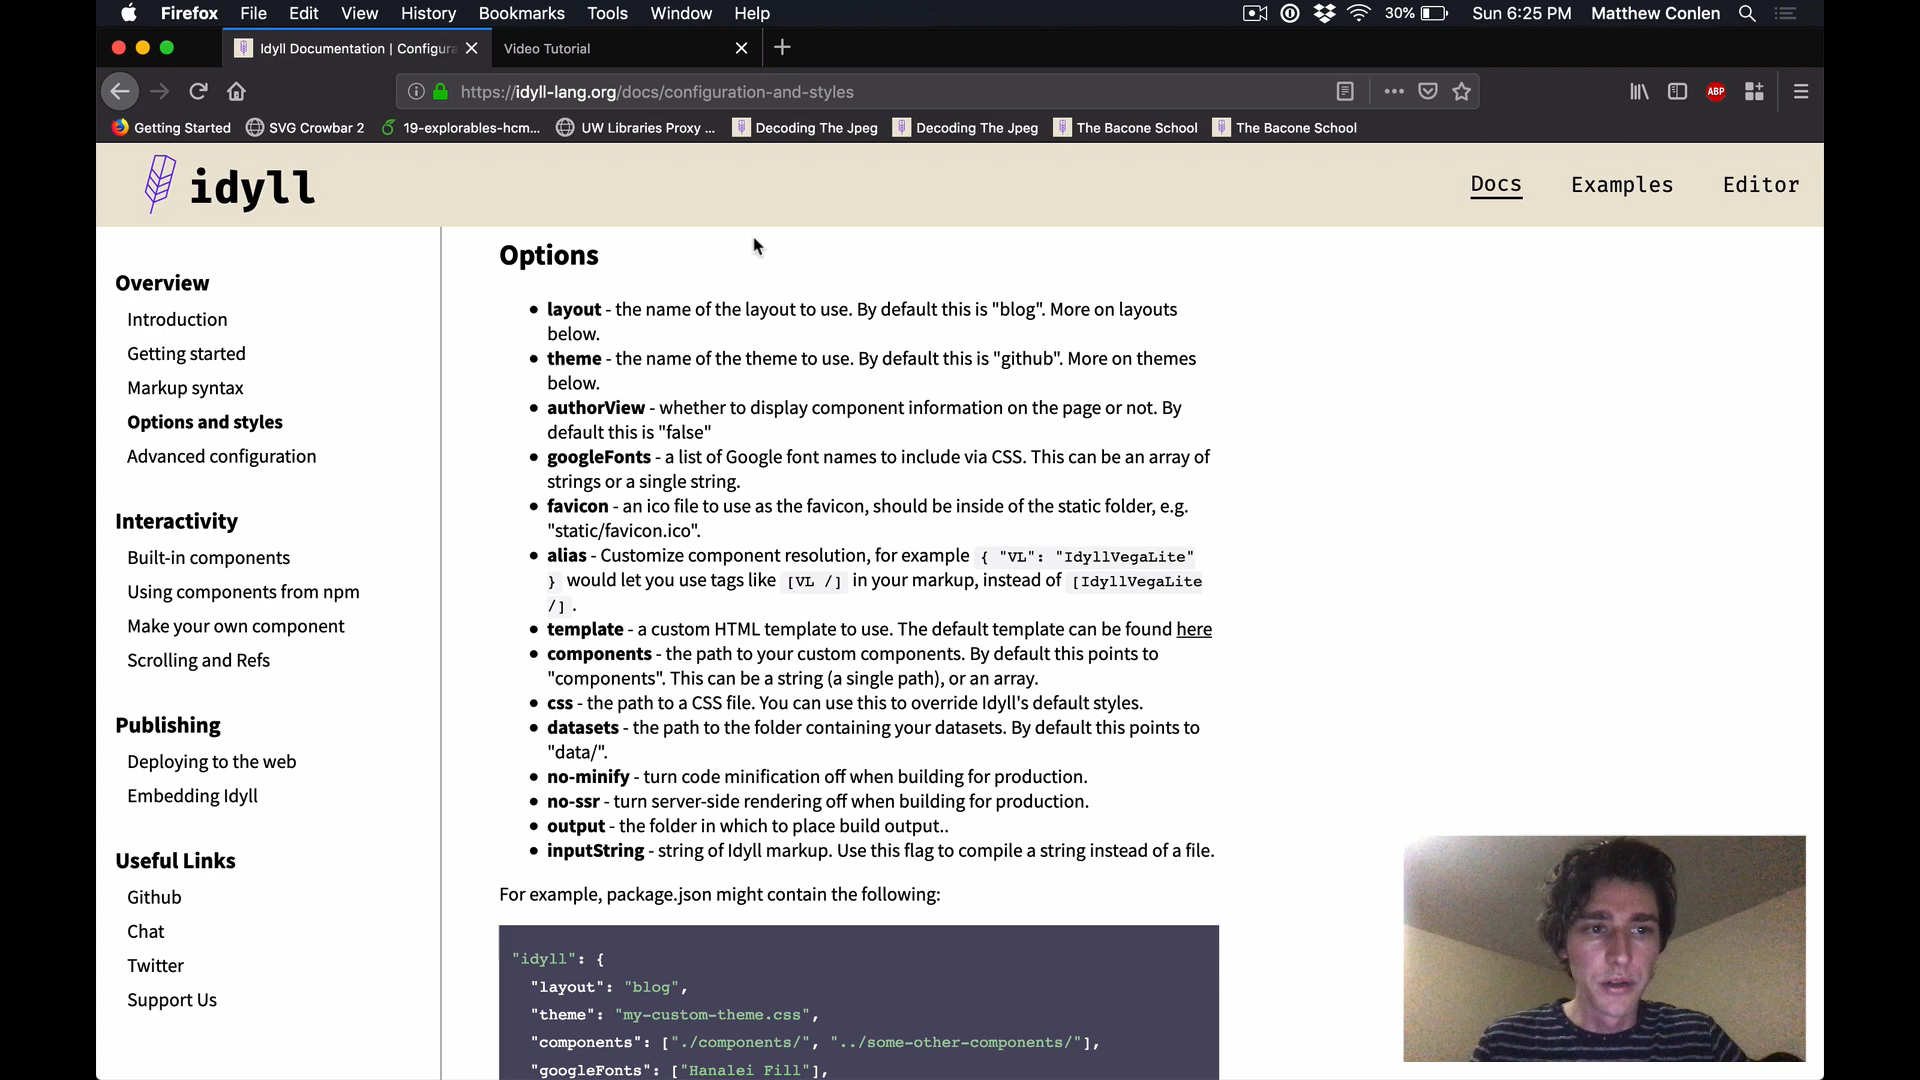 Firefox File Edit View History Bookmarks Tools Window Help 30% Sun 6:25 PM Matthew Conlen
Idyll Documentation | Configura Video Tutorial
https://idyll-lang.org/docs/configuration-and-styles ABP
Getting Started SVG Crowbar 2 19-explorables-hcm... UW Libraries Proxy ... Decoding The Jpeg Decoding The Jpeg The Bacone School The Bacone School
idyll Docs Examples Editor
Overview
Introduction
Getting started
Markup syntax
Options and styles
Advanced configuration
Interactivity
Built-in components
Using components from npm
Make your own component
Scrolling and Refs
Publishing
Deploying to the web
Embedding Idyll
Useful Links
Github
Chat
Twitter
Support Us
Options
• layout - the name of the layout to use. By default this is "blog". More on layouts
below.
• theme - the name of the theme to use. By default this is "github". More on themes
below.
• authorView - whether to display component information on the page or not. By
default this is "false"
• googleFonts - a list of Google font names to include via CSS. This can be an array of
strings or a single string.
• favicon - an ico file to use as the favicon, should be inside of the static folder, e.g.
"static/favicon.ico".
• alias - Customize component resolution, for example { "VL": "IdyllVegaLite"
} would let you use tags like [VL /] in your markup, instead of [IdyllVegaLite
/] .
• template - a custom HTML template to use. The default template can be found here
• components - the path to your custom components. By default this points to
"components". This can be a string (a single path), or an array.
• css - the path to a CSS file. You can use this to override Idyll's default styles.
• datasets - the path to the folder containing your datasets. By default this points to
"data/".
• no-minify - turn code minification off when building for production.
• no-ssr - turn server-side rendering off when building for production.
• output - the folder in which to place build output..
• inputString - string of Idyll markup. Use this flag to compile a string instead of a file.
For example, package.json might contain the following:
"idyll": {
"layout": "blog",
"theme": "my-custom-theme.css",
"components": ["./components/", "../some-other-components/"],
"googleFonts": ["Hanalei Fill"],